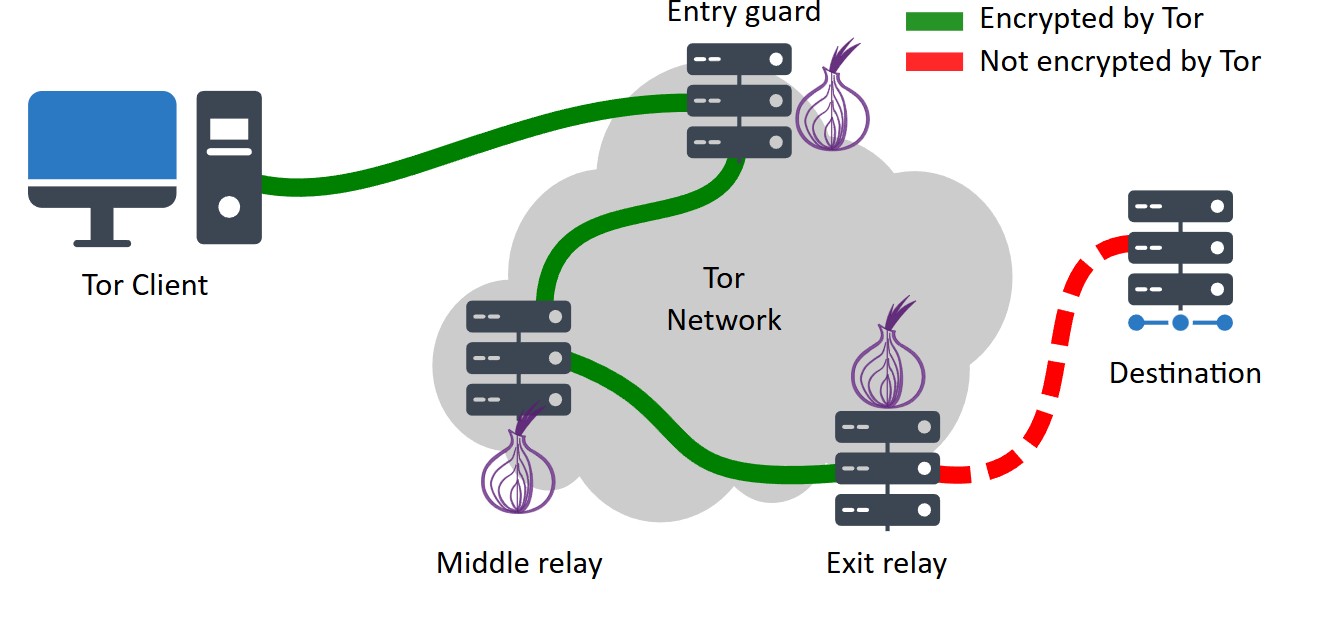 Entry guard
Encrypted by Tor
Not encrypted by Tor
Tor Client
Tor
Network
Destination
Middle relay
Exit relay